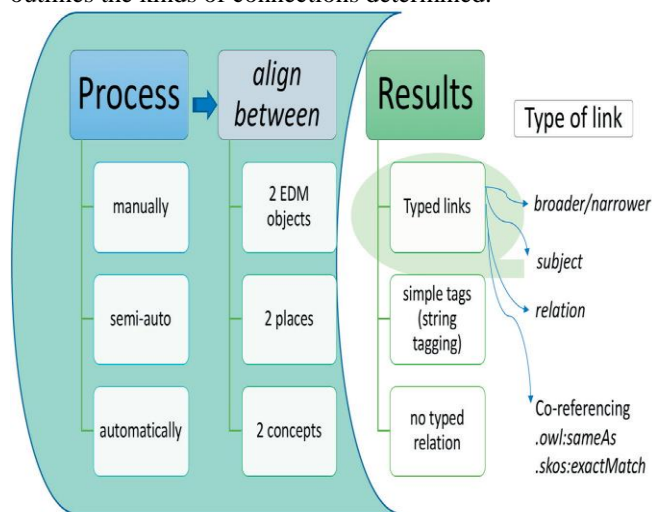 outlines the kinds of connections determined.
Process
align
between
Results
Type of link
manually
2 EDM
objects
Typed links
broader/narrower
subject
semi-auto
2 places
simple tags
(string
tagging)
relation
automatically
2 concepts
no typed
relation
Co-referencing
.owl:sameAs
.skos:exactMatch